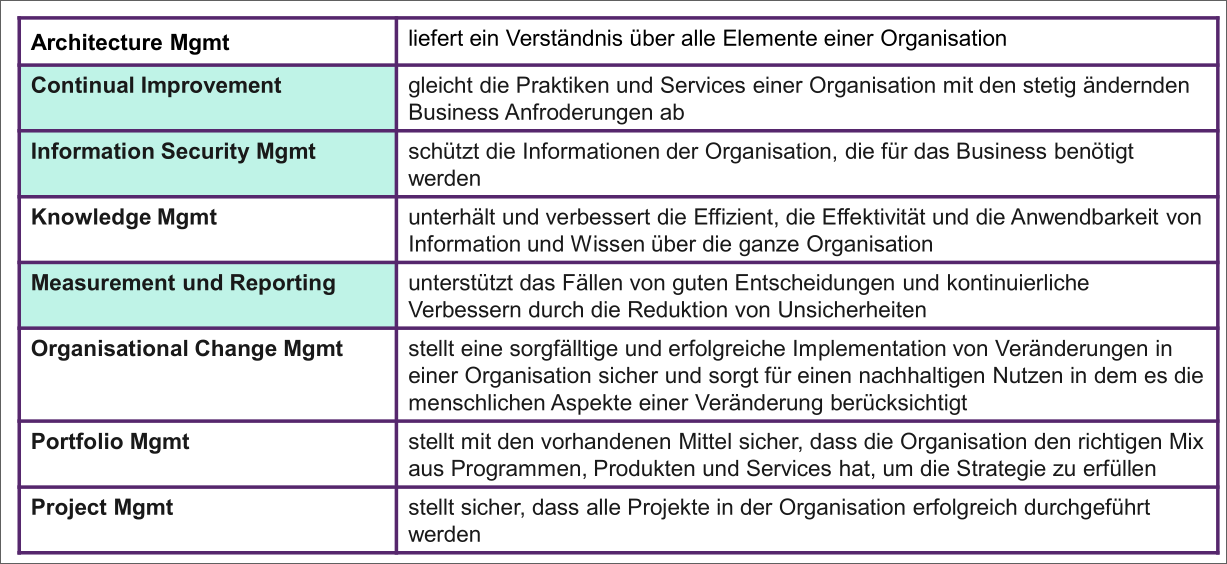 Architecture Mgmt
liefert ein Verständnis über alle Elemente einer Organisation
Continual Improvement
gleicht die Praktiken und Services einer Organisation mit den stetig ändernden
Business Anfroderungen ab
Information Security Mgmt
schützt die Informationen der Organisation, die für das Business benötigt
werden
Knowledge Mgmt
unterhält und verbessert die Effizient, die Effektivität und die Anwendbarkeit von
Information und Wissen über die ganze Organisation
Measurement und Reporting
unterstützt das Fällen von guten Entscheidungen und kontinuierliche
Verbessern durch die Reduktion von Unsicherheiten
Organisational Change Mgmt
stellt eine sorgfälltige und erfolgreiche Implementation von Veränderungen in
einer Organisation sicher und sorgt für einen nachhaltigen Nutzen in dem es die
menschlichen Aspekte einer Veränderung berücksichtigt
Portfolio Mgmt
stellt mit den vorhandenen Mittel sicher, dass die Organisation den richtigen Mix
aus Programmen, Produkten und Services hat, um die Strategie zu erfüllen
Project Mgmt
stellt sicher, dass alle Projekte in der Organisation erfolgreich durchgeführt
werden